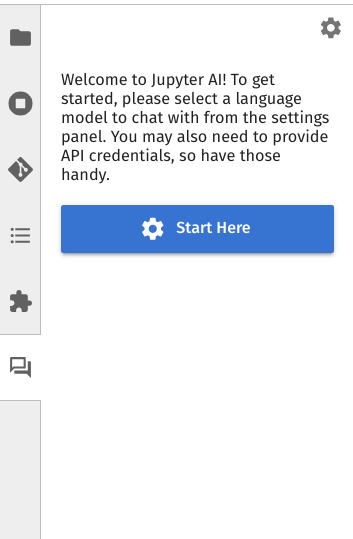 Welcome to Jupyter AI! To get
started, please select a language
model to chat with from the settings
panel. You may also need to provide
API credentials, so have those
handy.
Start Here